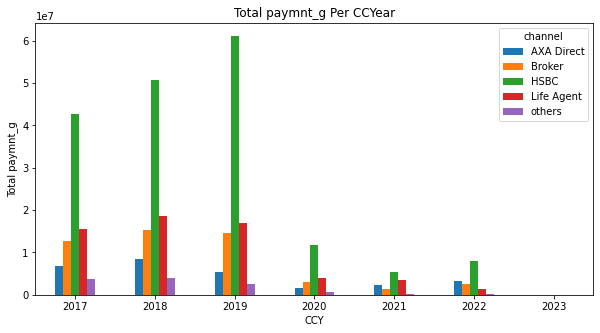 Total paymnt_g Per CCYear
1e7
channel
AXA Direct
Broker
HSBC
Life Agent
others
Total paymnt_g
6
5
4
3
2
1
0
2017 2018 2019 2020 2021 2022 2023
CCY